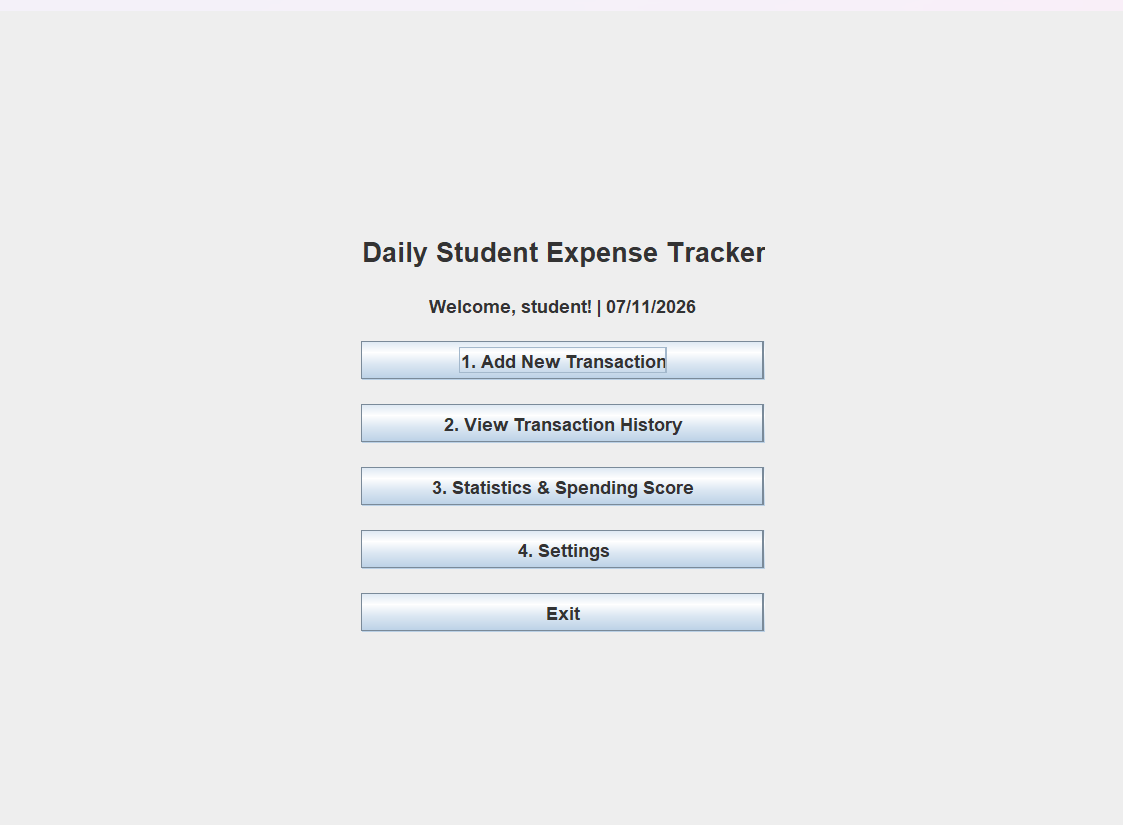 Daily Student Expense Tracker
Welcome, student! | 07/11/2026
1. Add New Transaction
2. View Transaction History
3. Statistics & Spending Score
4. Settings
Exit